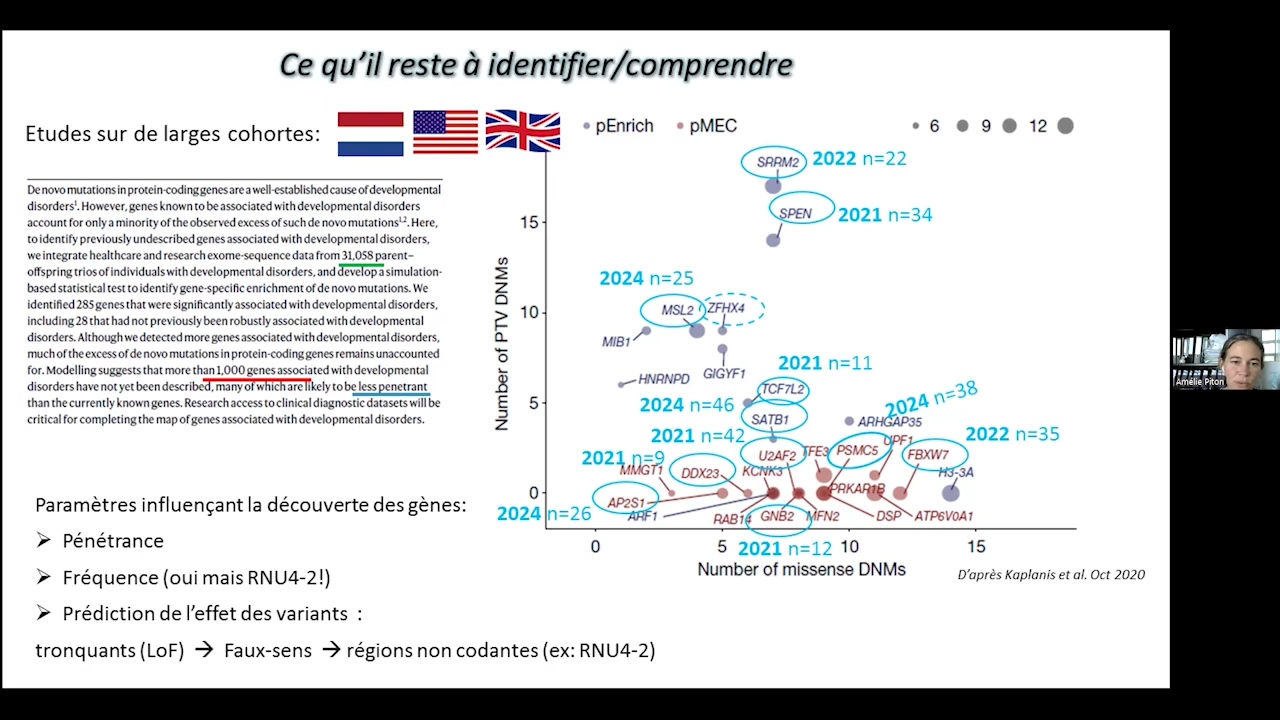 Ce qu'il reste à identifier/comprendre
Etudes sur de larges cohortes:
De novo mutations in protein-coding genes are a well-established cause of developmental
disorders¹. However, genes known to be associated with developmental disorders
account for only a minority of the observed excess of such de novo mutations¹,². Here,
to identify previously undescribed genes associated with developmental disorders,
we integrate healthcare and research exome-sequence data from 31,058 parent–
offspring trios of individuals with developmental disorders, and develop a simulation-
based statistical test to identify gene-specific enrichment of de novo mutations. We
identified 285 genes that were significantly associated with developmental disorders,
including 28 that had not previously been robustly associated with developmental
disorders. Although we detected more genes associated with developmental disorders,
much of the excess of de novo mutations in protein-coding genes remains unaccounted
for. Modelling suggests that more than 1,000 genes associated with developmental
disorders have not yet been described, many of which are likely to be less penetrant
than the currently known genes. Research access to clinical diagnostic datasets will be
critical for completing the map of genes associated with developmental disorders.
Paramètres influençant la découverte des gènes:
➢ Pénétrance
➢ Fréquence (oui mais RNU4-2!)
➢ Prédiction de l'effet des variants :
tronquants (LoF) → Faux-sens → régions non codantes (ex: RNU4-2)
pEnrich pMEC 6 9 12
SRRM2 2022 n=22
SPEN 2021 n=34
15
2024 n=25
MSL2 ZFHX4
10
MIB1
GIGYF1
HNRNPD
2021 n=11
TCF7L2
5
2024 n=46
SATB1
ARHGAP35
2024 n=38
2021 n=42
U2AF2
TFE3
PSMC5
UPF1
2022 n=35
FBXW7
2021 n=9
MMGT1
DDX23
KCNK3
H3-3A
PRKAR1B
0
AP2S1
2024 n=26
ARF1
RAB14
GNB2
MFN2
DSP
ATP6V0A1
2021 n=12
0 5 10 15
Number of PTV DNMs
Number of missense DNMs
D'après Kaplanis et al. Oct 2020
Amélie Piton